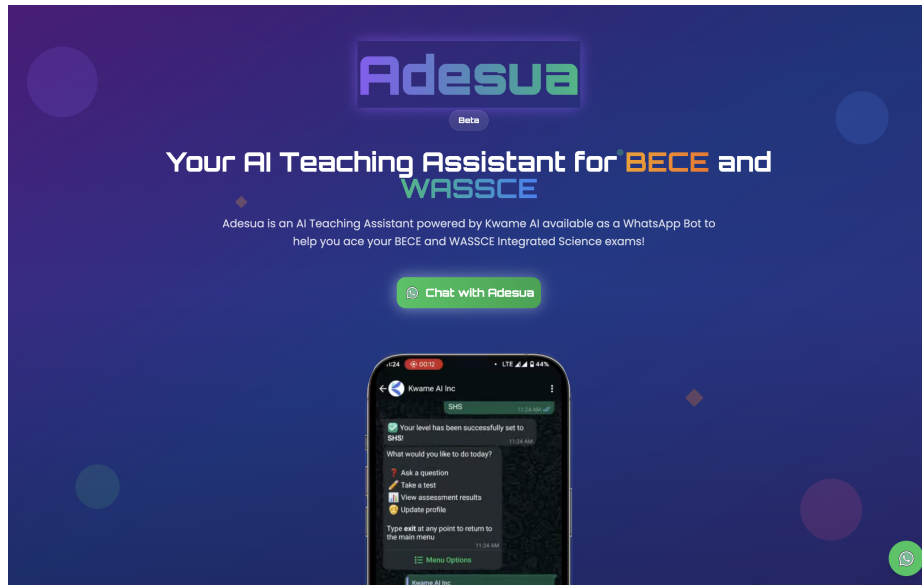 Adesua
Beta
Your AI Teaching Assistant for BECE and
WASSCE
Adesua is an AI Teaching Assistant powered by Kwame AI available as a WhatsApp Bot to
help you ace your BECE and WASSCE Integrated Science exams!
Chat with Adesua
11:24 00:12 LTE 44%
Kwame AI Inc
SHS
11:24 AM
Your level has been successfully set to
SHS!
11:24 AM
What would you like to do today?
Ask a question
Take a test
View assessment results
Update profile
Type exit at any point to return to
the main menu
11:24 AM
Menu Options
Kwame AI Inc